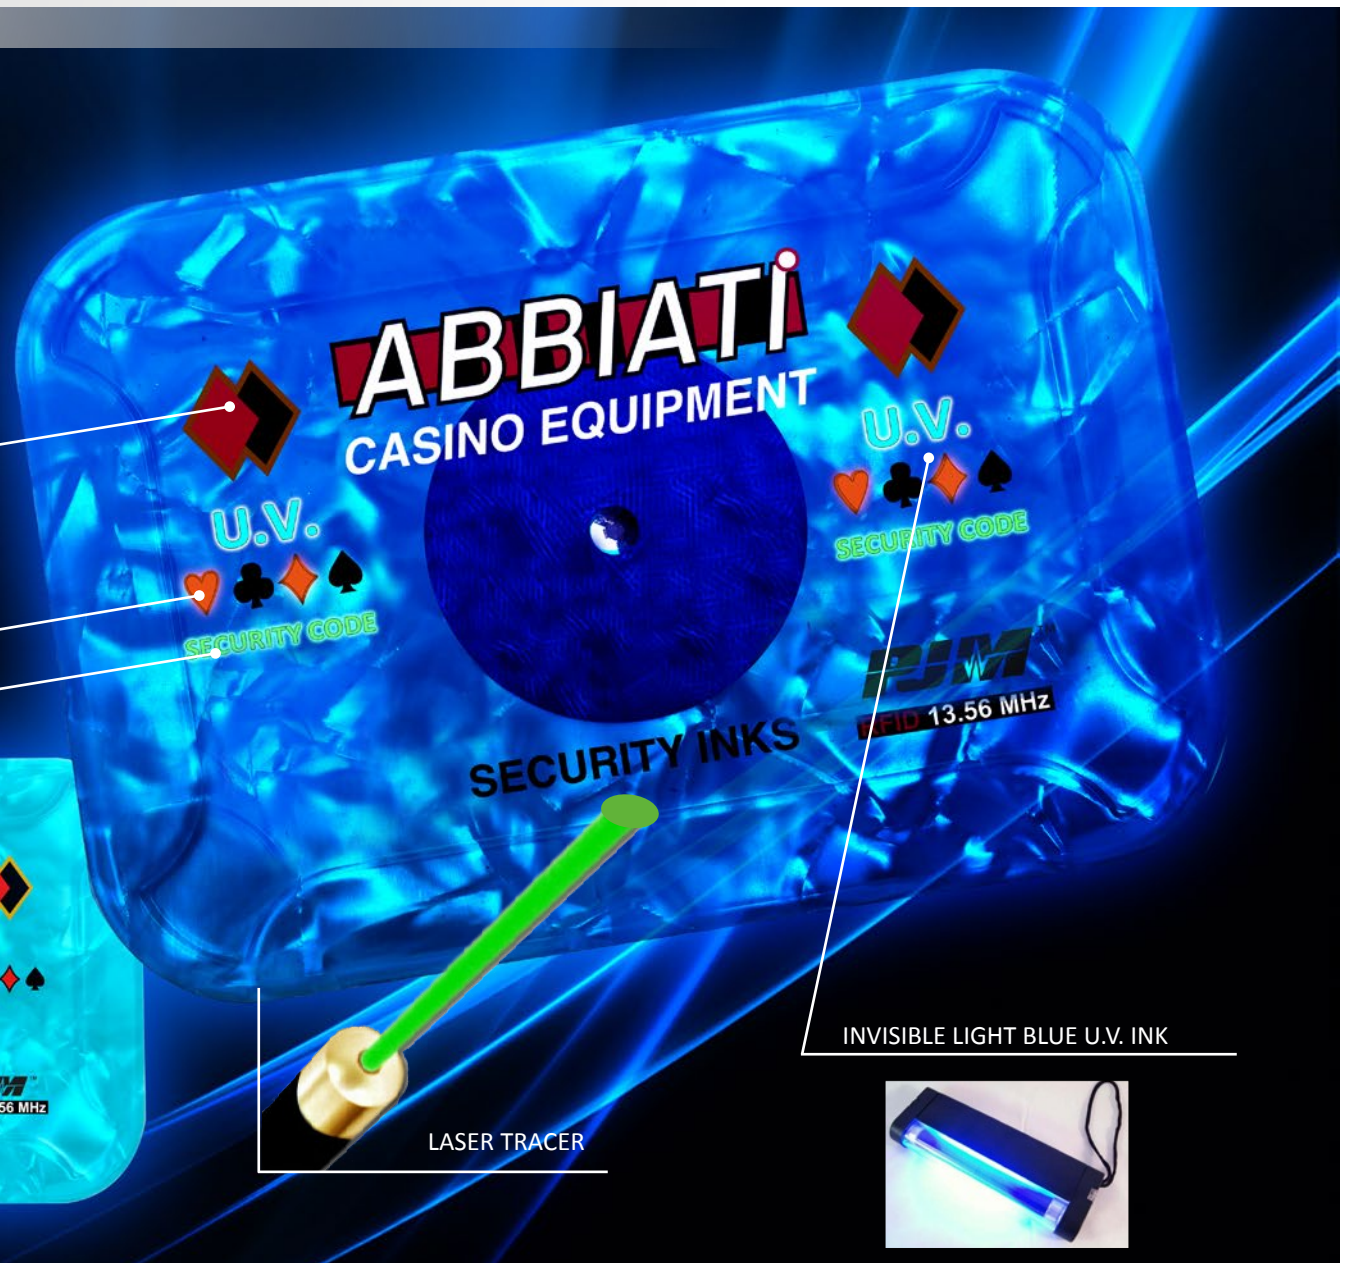 ABBIATI
CASINO EQUIPMENT
U.V.
SECURITY CODE
U.V.
SECURITY CODE
PJM
RFID 13.56 MHz
SECURITY INKS
INVISIBLE LIGHT BLUE U.V. INK
LASER TRACER
56 MHz